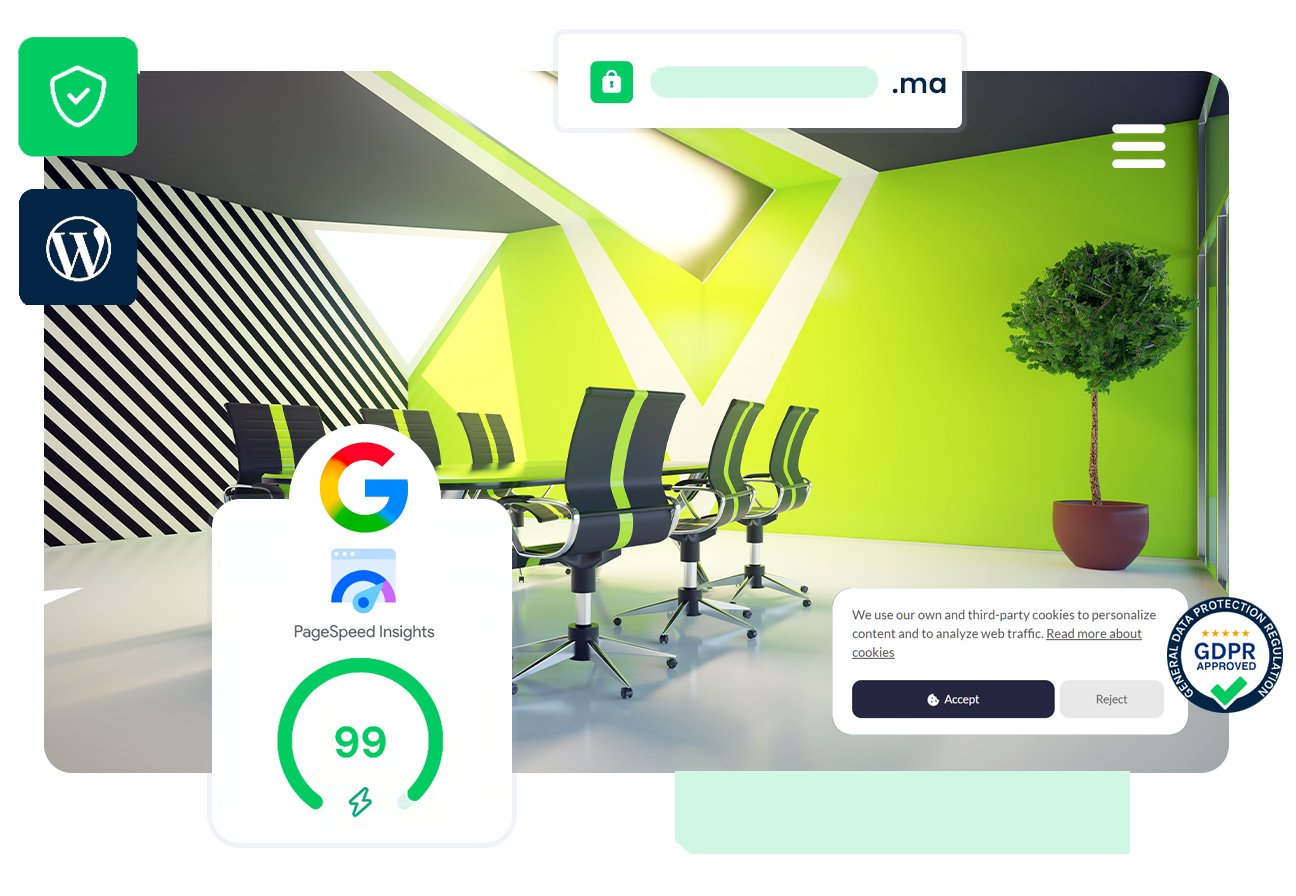 .ma
PageSpeed Insights
99
We use our own and third-party cookies to personalize
content and to analyze web traffic. Read more about
cookies
Accept
Reject
GENERAL DATA PROTECTION REGULATION
GDPR
APPROVED